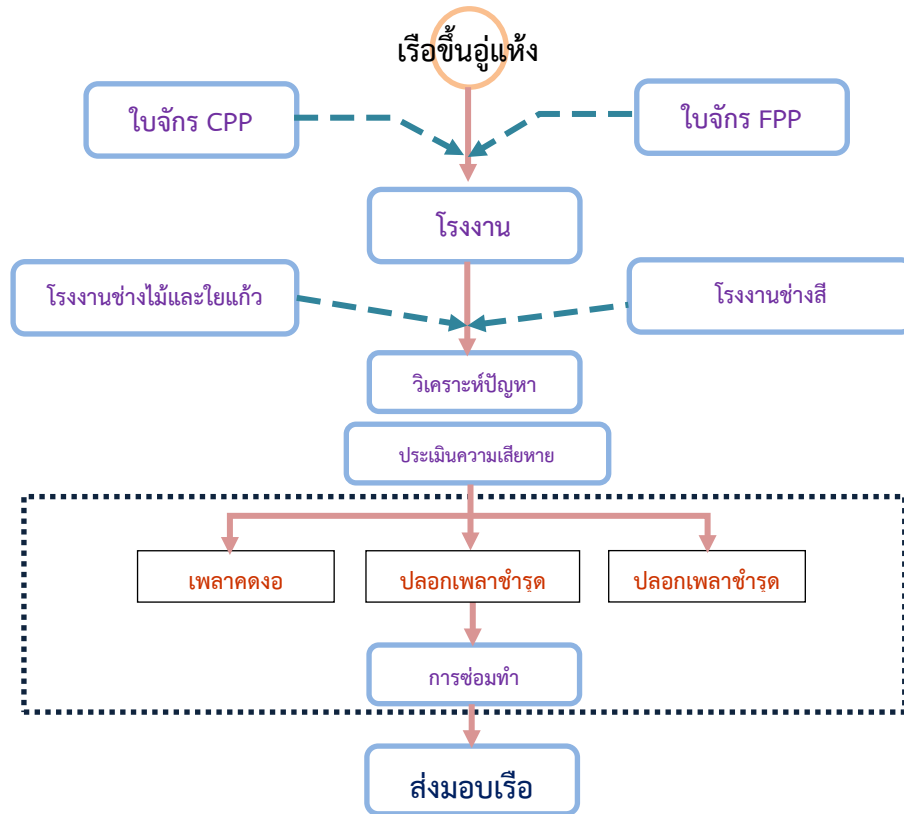 เรือขึ้นอู่แห้ง
ใบจักร CPP
ใบจักร FPP
โรงงาน
โรงงานช่างไม้และใยแก้ว
โรงงานช่างสี
วิเคราะห์ปัญหา
ประเมินความเสียหาย
เพลาคดงอ
ปลอกเพลาชำรุด
ปลอกเพลาชำรุด
การซ่อมทำ
ส่งมอบเรือ